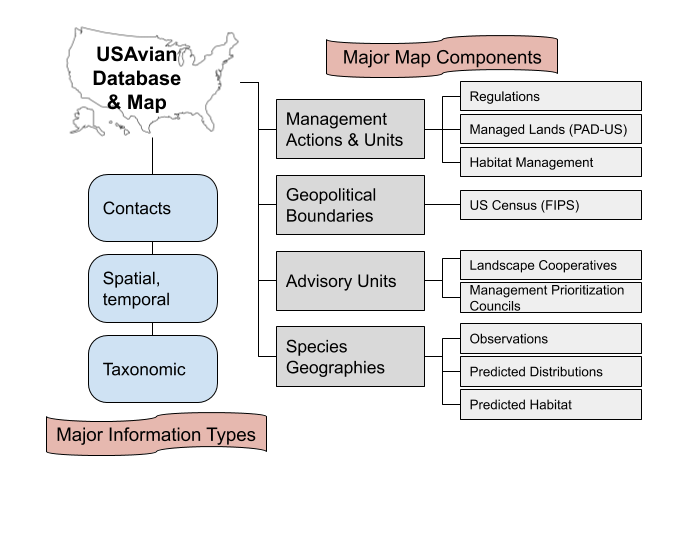 USAvian
Database
& Map
Major Map Components
Management
Actions & Units
Regulations
Managed Lands (PAD-US)
Habitat Management
Geopolitical
Boundaries
US Census (FIPS)
Advisory Units
Landscape Cooperatives
Management Prioritization
Councils
Species
Geographies
Observations
Predicted Distributions
Predicted Habitat
Contacts
Spatial,
temporal
Taxonomic
Major Information Types